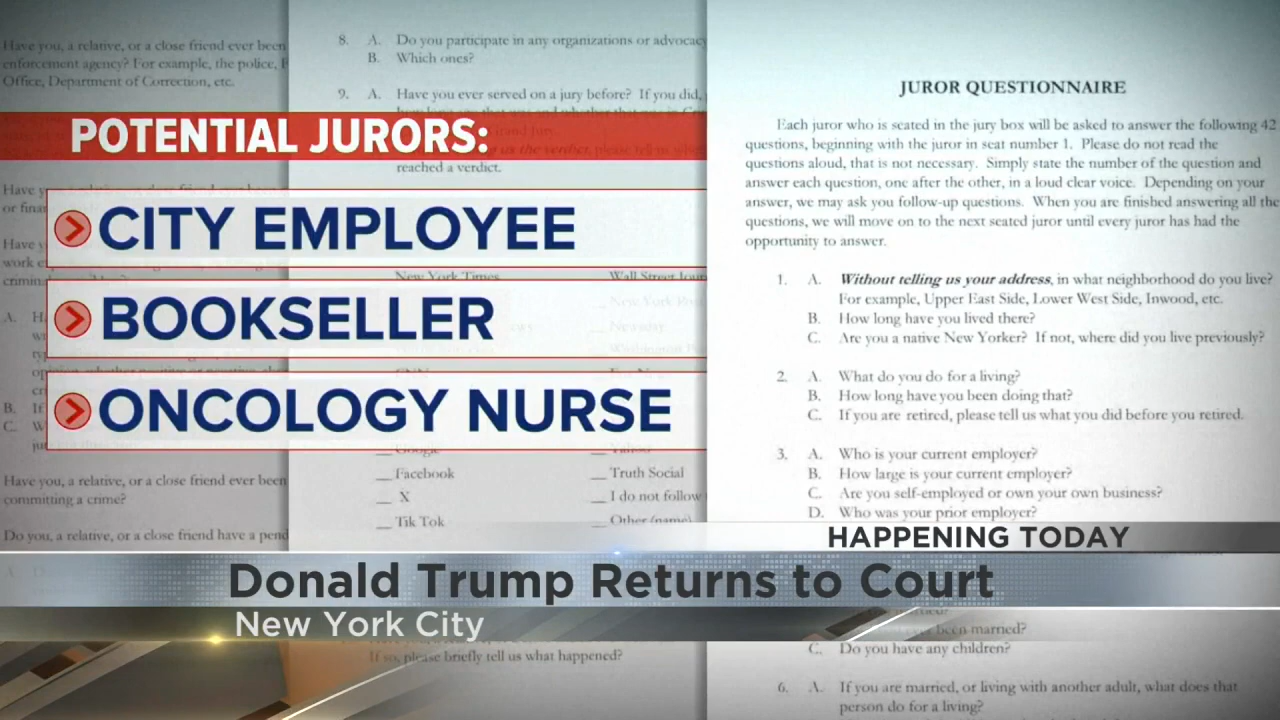 Have you, a relative, or a close friend ever been
enforcement agency? For example, the police,
Office, Department of Correction, etc.
POTENTIAL JURORS:
CITY EMPLOYEE
BOOKSELLER
ONCOLOGY NURSE
Have you, a relative, or a close friend ever been
committing a crime?
Do you, a relative, or a close friend have a pend
8. A. Do you participate in any organizations or advocacy
B. Which ones?
9. A. Have you ever served on a jury before? If you did,
reached a verdict.
New York Times
Wall Street Jour
__ Facebook
__ Truth Social
__ X
__ I do not follow
__ Tik Tok
__ Other (name)
If so, please briefly tell us what happened?
JUROR QUESTIONNAIRE
Each juror who is seated in the jury box will be asked to answer the following 42
questions, beginning with the juror in seat number 1. Please do not read the
questions aloud, that is not necessary. Simply state the number of the question and
answer each question, one after the other, in a loud clear voice. Depending on your
answer, we may ask you follow-up questions. When you are finished answering all the
questions, we will move on to the next seated juror until every juror has had the
opportunity to answer.
1. A. Without telling us your address, in what neighborhood do you live?
For example, Upper East Side, Lower West Side, Inwood, etc.
B. How long have you lived there?
C. Are you a native New Yorker? If not, where did you live previously?
2. A. What do you do for a living?
B. How long have you been doing that?
C. If you are retired, please tell us what you did before you retired.
3. A. Who is your current employer?
B. How large is your current employer?
C. Are you self-employed or own your own business?
D. Who was your prior employer?
HAPPENING TODAY
Donald Trump Returns to Court
New York City
been married?
C. Do you have any children?
6. A. If you are married, or living with another adult, what does that
person do for a living?